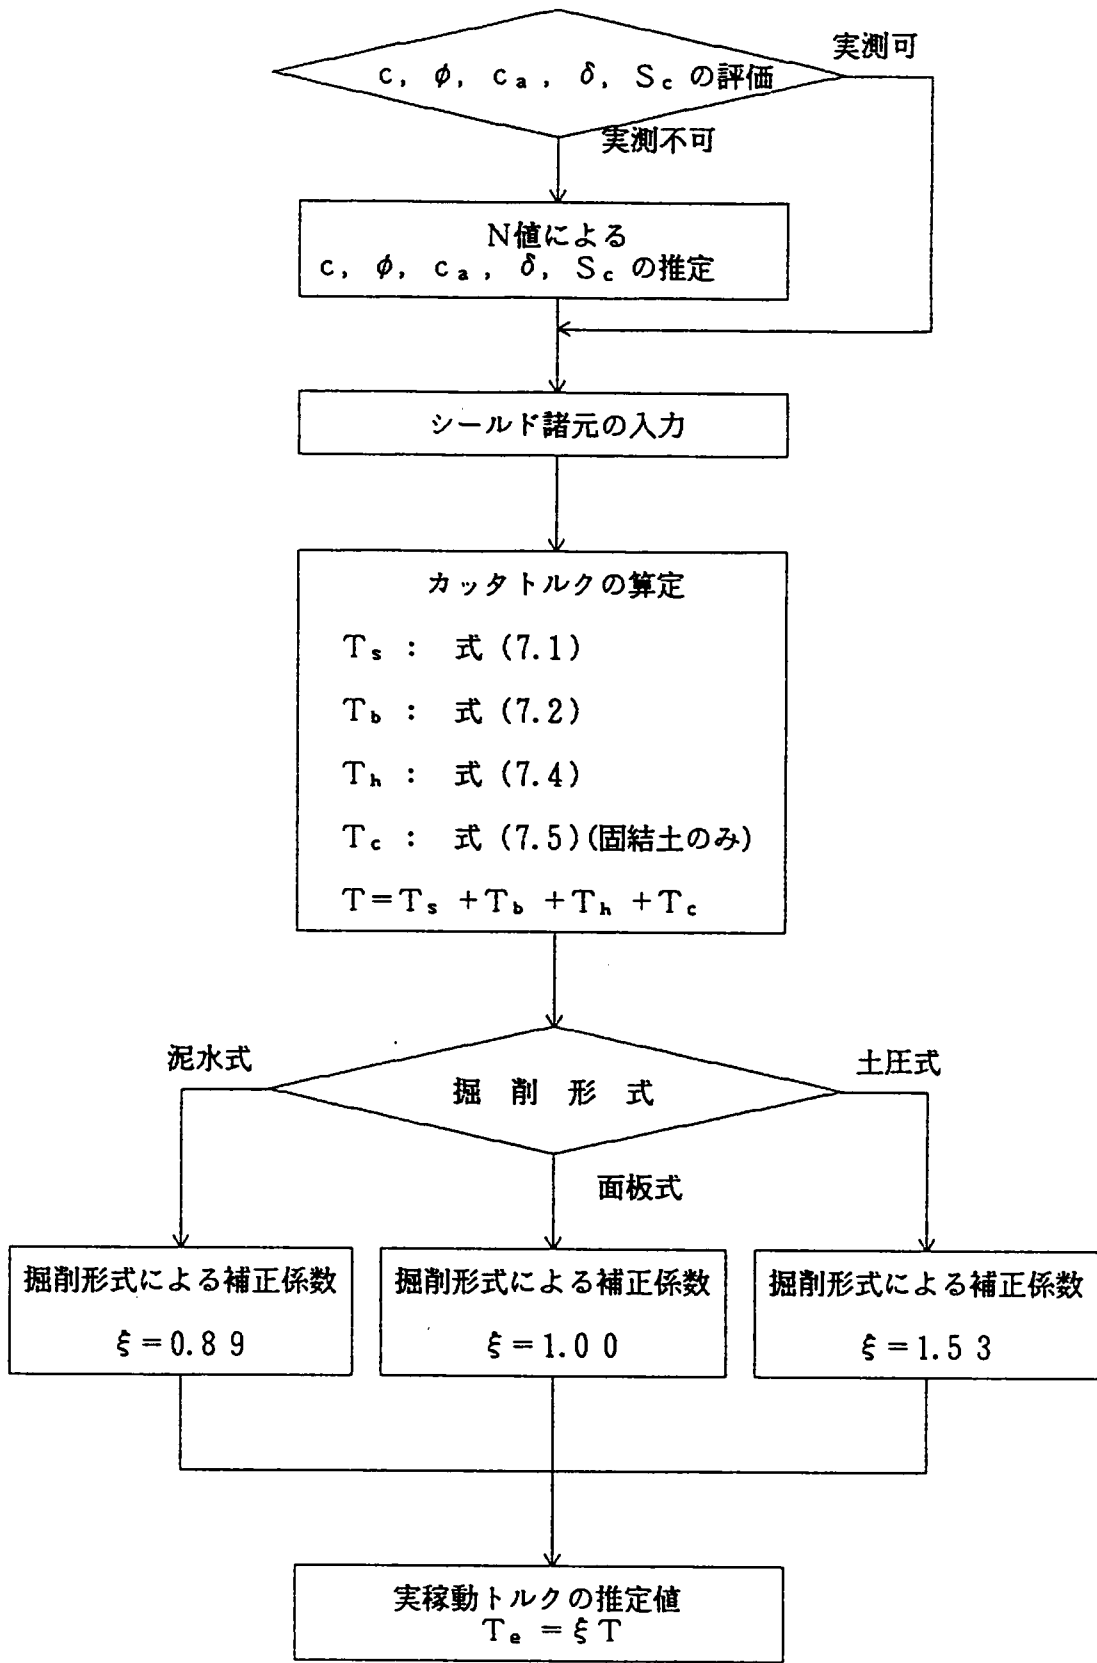 c, φ, cₐ, δ, S꜀ の評価
実測可
実測不可
N値による
c, φ, cₐ, δ, S꜀ の推定
シールド諸元の入力
カッタトルクの算定
Tₛ : 式 (7.1)
T_b : 式 (7.2)
Tₕ : 式 (7.4)
T_c : 式 (7.5)(固結土のみ)
T=Tₛ+T_b+Tₕ+T_c
泥水式
掘削形式
土圧式
面板式
掘削形式による補正係数
ξ=0.89
掘削形式による補正係数
ξ=1.00
掘削形式による補正係数
ξ=1.53
実稼動トルクの推定値
Tₑ=ξT